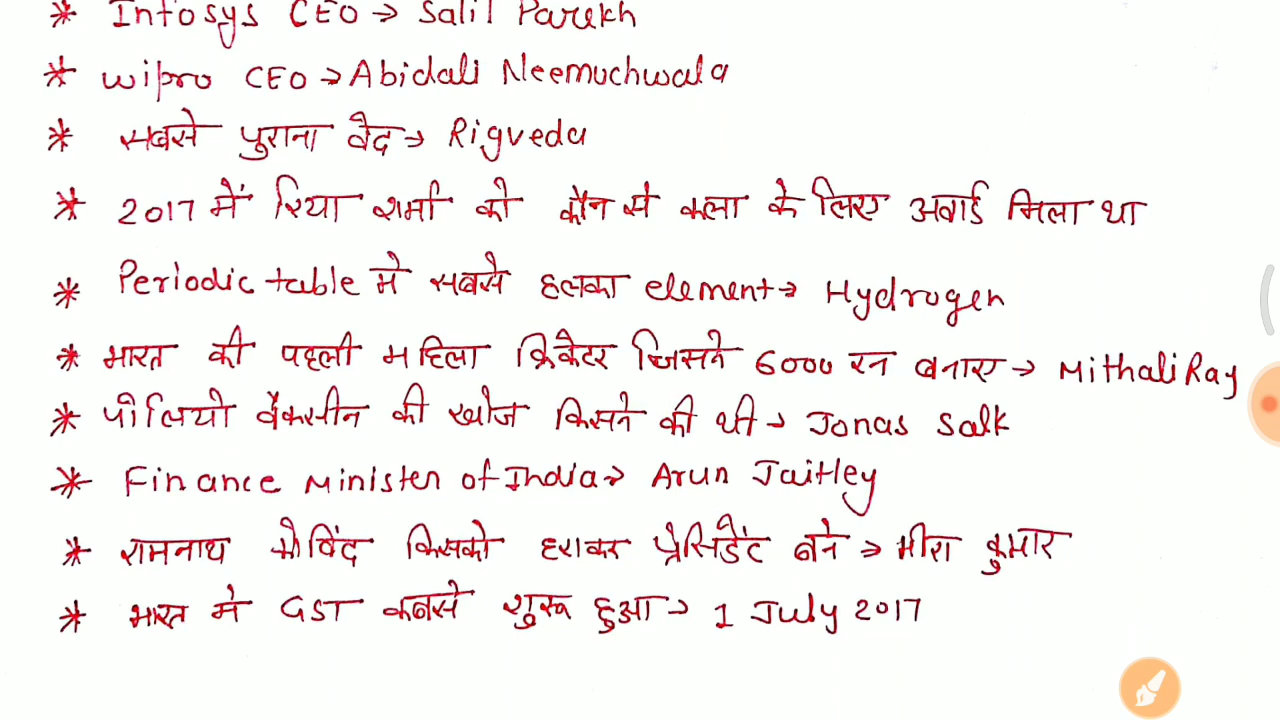 * Infosys CEO → Salil Parekh
* Wipro CEO → Abidali Neemuchwala
* सबसे पुराना वेद → Rigveda
* 2017 में रिया शर्मा को कौन से कला के लिए अवार्ड मिला था
* Periodic table मे सबसे हलका element → Hydrogen
* भारत की पहली महिला क्रिकेटर जिसने 6000 रन बनाए → Mithali Ray
* पोलियो वैकसीन की खोज किसने की थी → Jonas Salk
* Finance Minister of India → Arun Jaitley
* रामनाथ कोविंद किसको हराकर प्रेसिडेंट बने → मीरा कुमार
* भारत मे GST कबसे शुरू हुआ → 1 July 2017